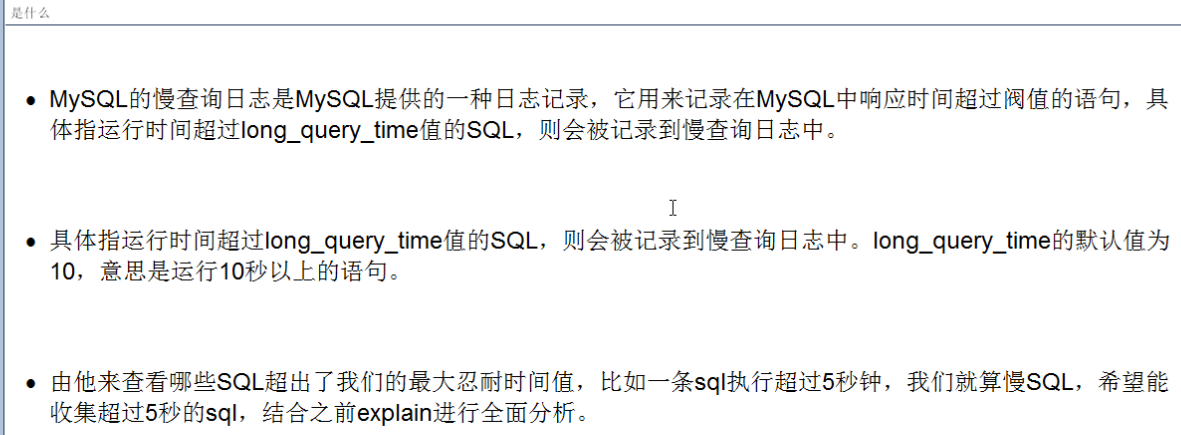 是什么
• MySQL的慢查询日志是MySQL提供的一种日志记录，它用来记录在MySQL中响应时间超过阀值的语句，具
体指运行时间超过long_query_time值的SQL，则会被记录到慢查询日志中。
• 具体指运行时间超过long_query_time值的SQL，则会被记录到慢查询日志中。long_query_time的默认值为
10，意思是运行10秒以上的语句。
• 由他来查看哪些SQL超出了我们的最大忍耐时间值，比如一条sql执行超过5秒钟，我们就算慢SQL，希望能
收集超过5秒的sql，结合之前explain进行全面分析。